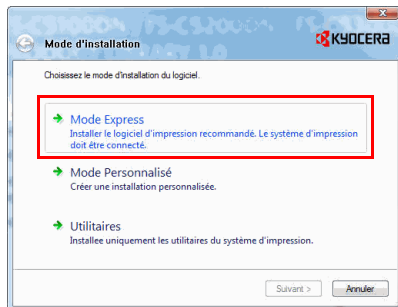 Mode d'installation
KYOCERA
Choisissez le mode d'installation du logiciel.
Mode Express
Installer le logiciel d'impression recommandé. Le système d'impression
doit être connecté.
Mode Personnalisé
Créer une installation personnalisée.
Utilitaires
Installee uniquement les utilitaires du système d'impression.
Suivant >
Annuler